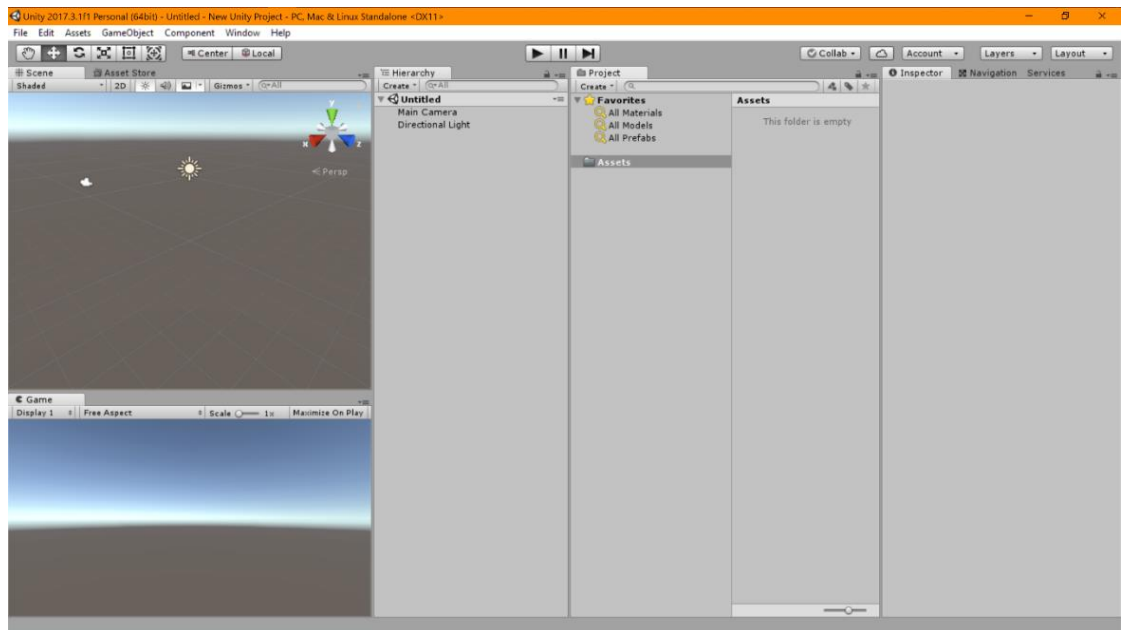 Unity 2017.3.1f1 Personal (64bit) - Untitled - New Unity Project - PC, Mac & Linux Standalone <DX11>
File Edit Assets GameObject Component Window Help
Center Local Collab Account Layers Layout
Scene Asset Store
Shaded 2D Gizmos All
y
x z
Persp
Game
Display 1 Free Aspect Scale 1x Maximize On Play
Hierarchy
Create All
Untitled
Main Camera
Directional Light
Project
Create
Favorites
All Materials
All Models
All Prefabs
Assets
Assets
This folder is empty
Inspector Navigation Services